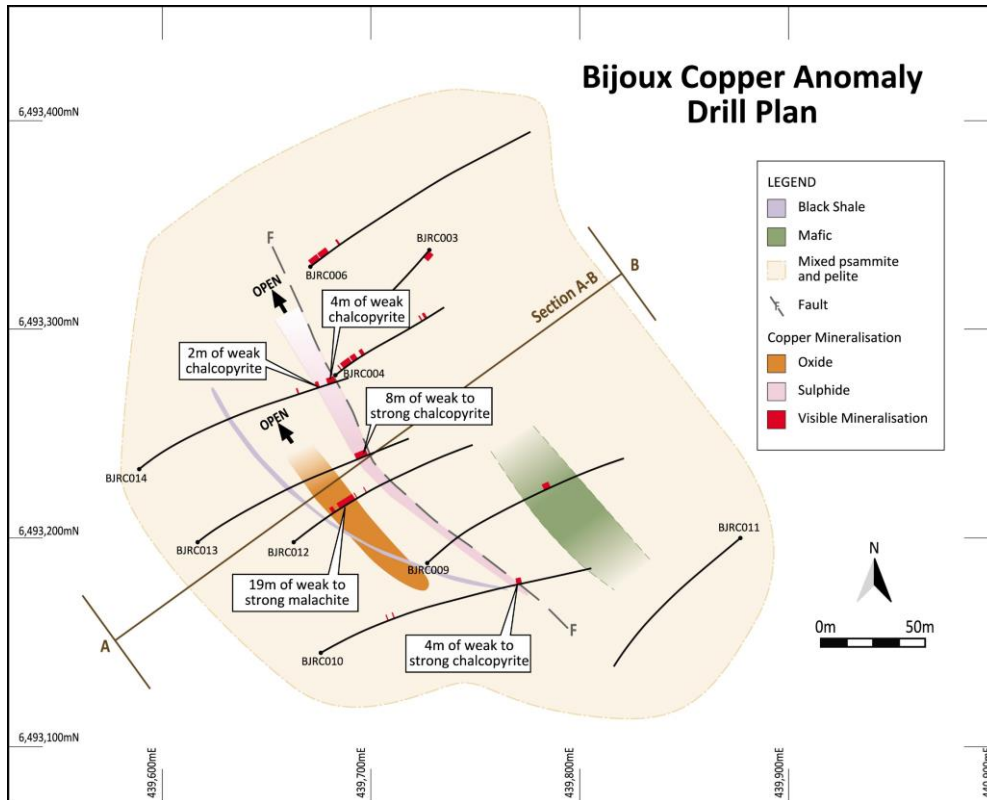 Bijoux Copper Anomaly
Drill Plan
6,493,400mN
6,493,300mN
6,493,200mN
6,493,100mN
LEGEND
Black Shale
Mafic
Mixed psammite
and pelite
F
Fault
Copper Mineralisation
Oxide
Sulphide
Visible Mineralisation
F
BJRC003
BJRC006
B
OPEN
Section A-B
4m of weak
chalcopyrite
2m of weak
chalcopyrite
BJRC004
8m of weak to
strong chalcopyrite
OPEN
BJRC014
BJRC013
BJRC012
BJRC009
BJRC011
19m of weak to
strong malachite
N
0m
50m
F
A
BJRC010
4m of weak to
strong chalcopyrite
439,600mE
439,700mE
439,800mE
439,900mE